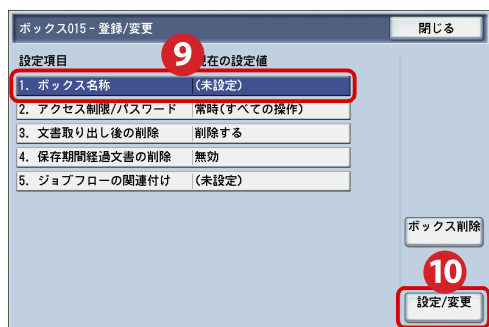 ボックス015 - 登録/変更 閉じる
設定項目 9 現在の設定値
1. ボックス名称 (未設定)
2. アクセス制限/パスワード 常時(すべての操作)
3. 文書取り出し後の削除 削除する
4. 保存期間経過文書の削除 無効
5. ジョブフローの関連付け (未設定)
ボックス削除
10
設定/変更